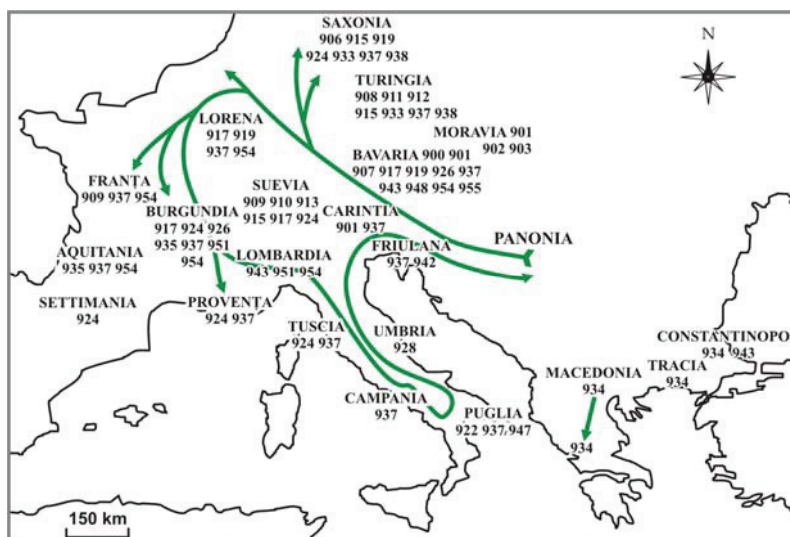 SAXONIA
906 915 919
924 933 937 938
N
TURINGIA
908 911 912
915 933 937 938
LORENA
917 919
937 954
MORAVIA 901
902 903
BAVARIA 900 901
907 917 919 926 937
943 948 954 955
FRANȚA
909 937 954
SUEVIA
909 910 913
915 917 924
BURGUNDIA
917 924 926
935 937 951
954
CARINTIA
901 937
PANONIA
FRIULANA
937 942
AQUITANIA
935 937 954
LOMBARDIA
943 951 954
SETTIMANIA
924
PROVENȚA
924 937
TUSCIA
924 937
UMBRIA
928
CONSTANTINOPO
934 943
TRACIA
934
MACEDONIA
934
CAMPANIA
937
PUGLIA
922 937 947
934
150 km